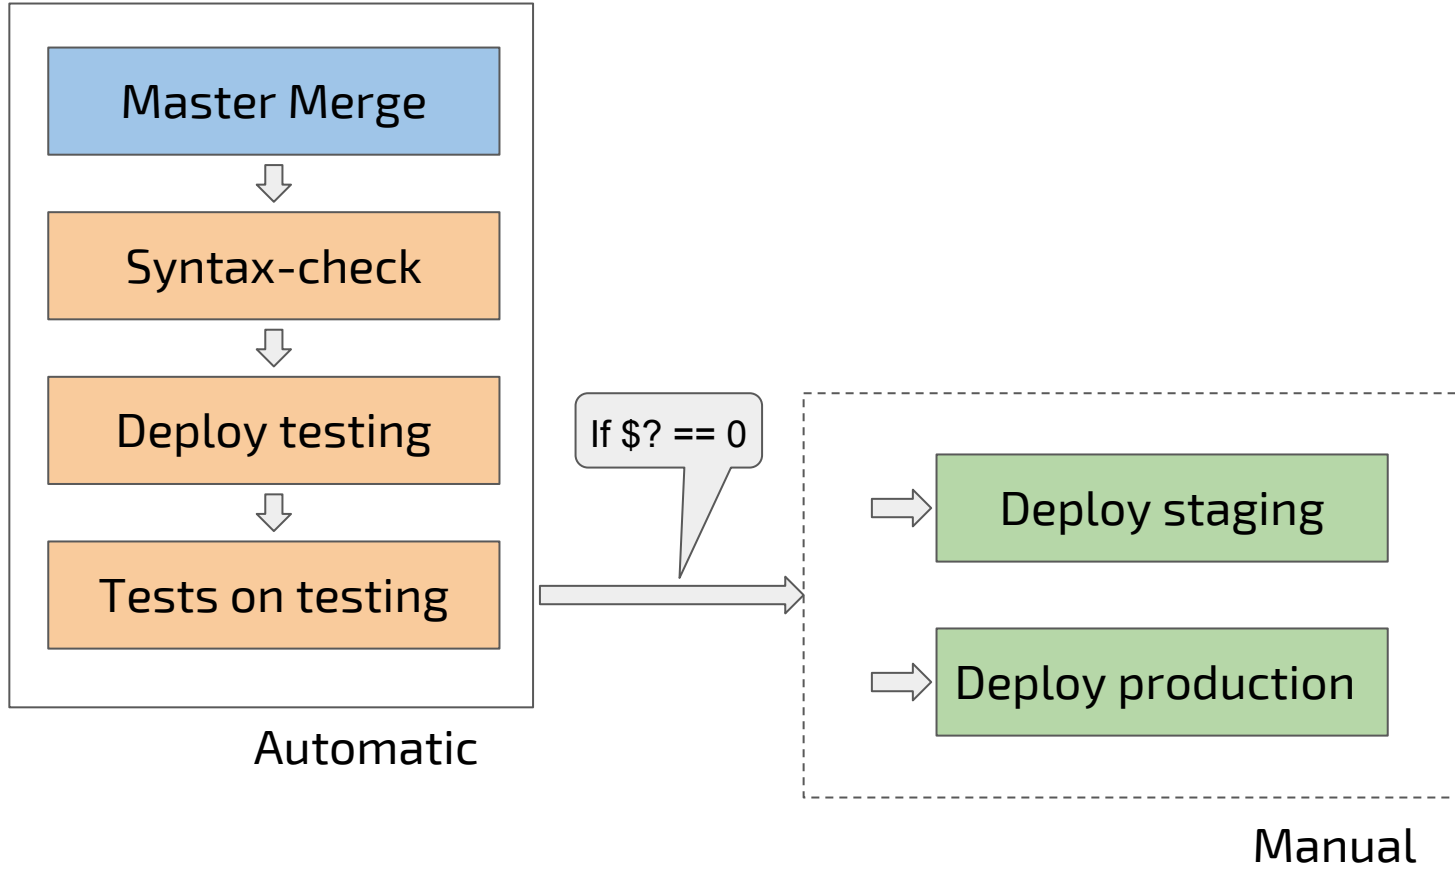 Master Merge
Syntax-check
Deploy testing
Tests on testing
Automatic
If $? == 0
Deploy staging
Deploy production
Manual